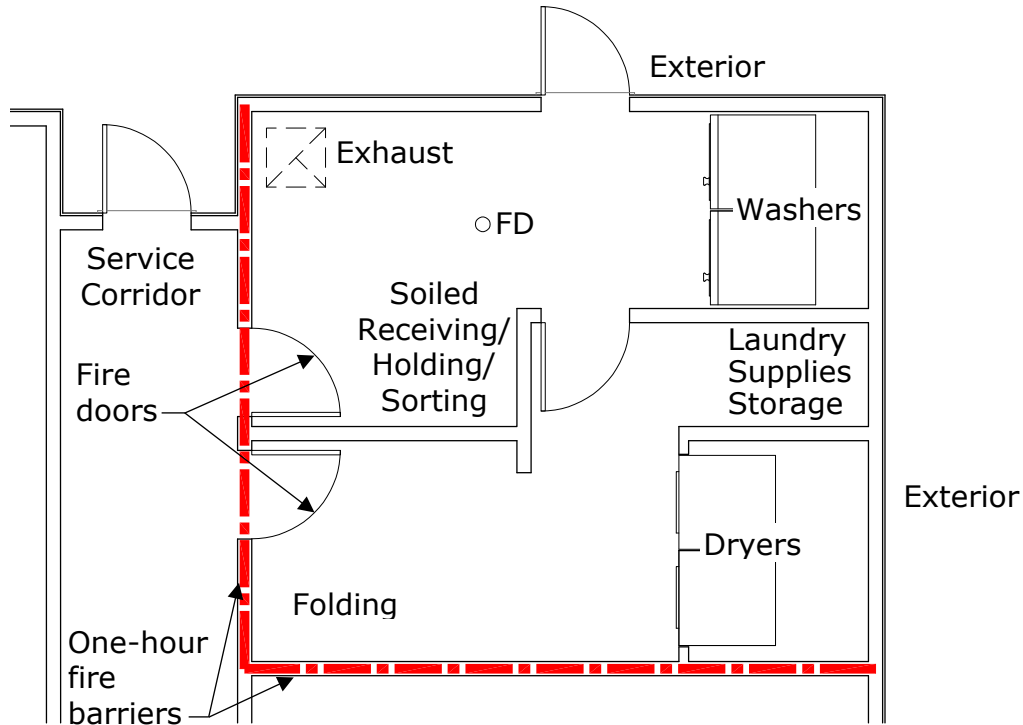 Exterior
Exhaust
Washers
FD
Service
Corridor
Soiled
Receiving/
Holding/
Sorting
Laundry
Supplies
Storage
Fire
doors
Exterior
Dryers
Folding
One-hour
fire
barriers